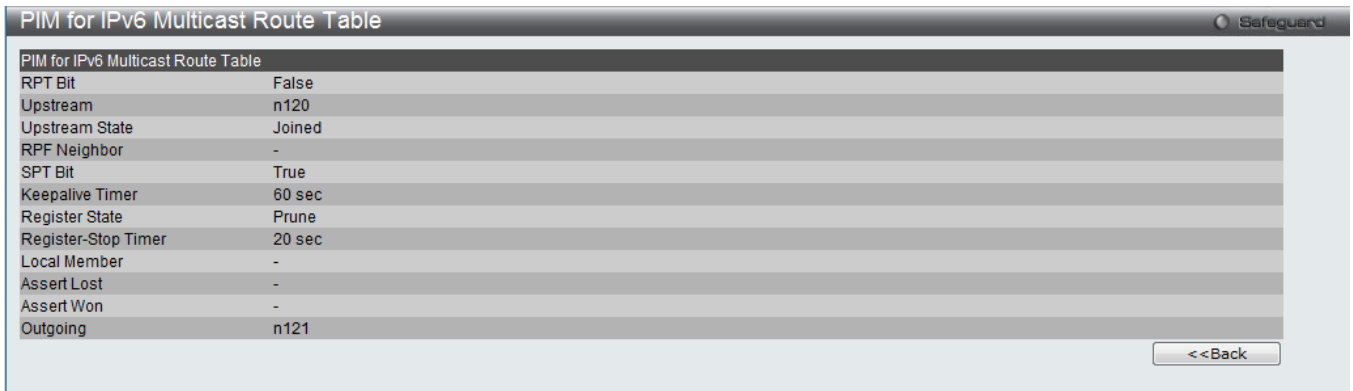 PIM for IPv6 Multicast Route Table
Safeguard
PIM for IPv6 Multicast Route Table
RPT Bit False
Upstream n120
Upstream State Joined
RPF Neighbor -
SPT Bit True
Keepalive Timer 60 sec
Register State Prune
Register-Stop Timer 20 sec
Local Member -
Assert Lost -
Assert Won -
Outgoing n121
<<Back